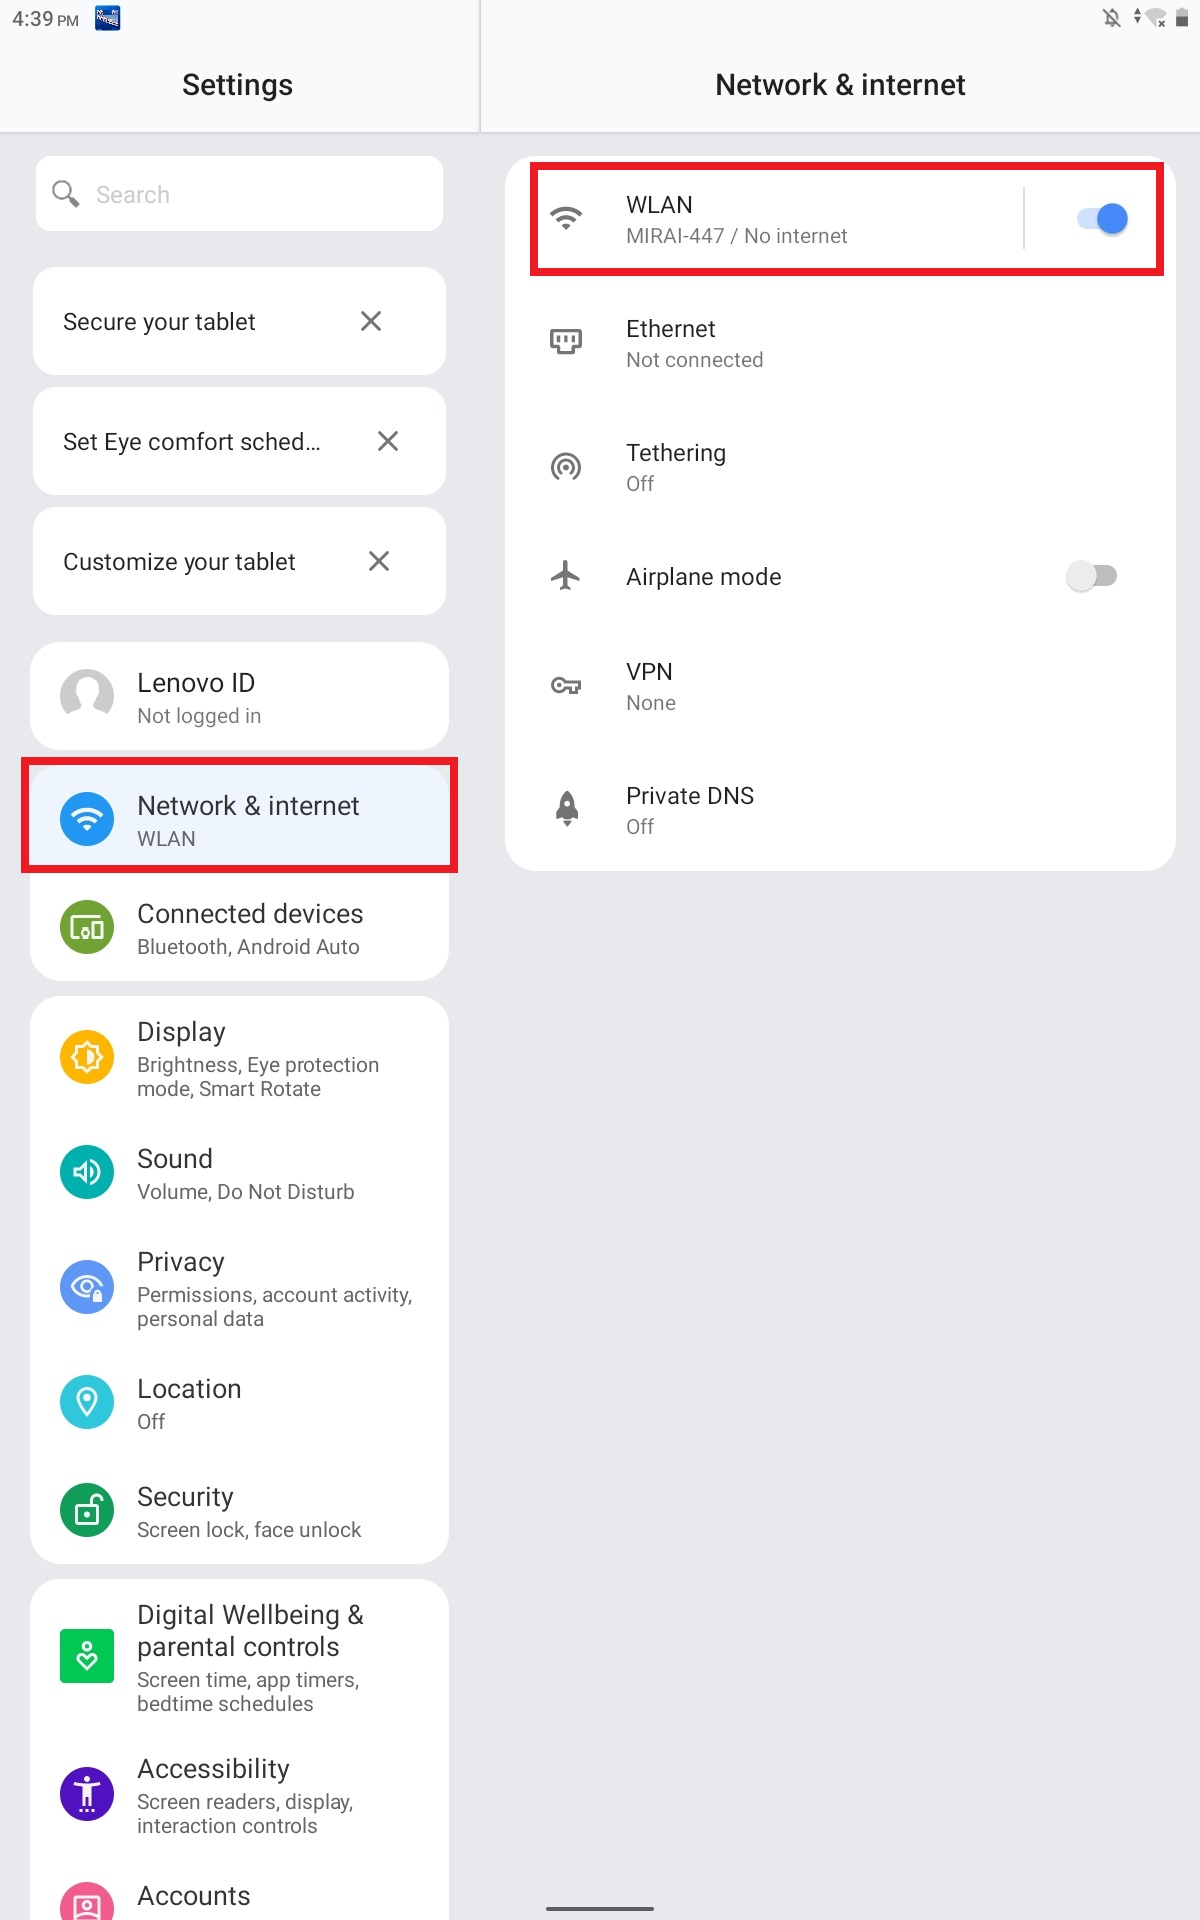 4:39 PM
Settings
Network & internet
Search
Secure your tablet
Set Eye comfort sched...
Customize your tablet
Lenovo ID
Not logged in
Network & internet
WLAN
Connected devices
Bluetooth, Android Auto
Display
Brightness, Eye protection
mode, Smart Rotate
Sound
Volume, Do Not Disturb
Privacy
Permissions, account activity,
personal data
Location
Off
Security
Screen lock, face unlock
Digital Wellbeing &
parental controls
Screen time, app timers,
bedtime schedules
Accessibility
Screen readers, display,
interaction controls
Accounts
WLAN
MIRAI-447 / No internet
Ethernet
Not connected
Tethering
Off
Airplane mode
VPN
None
Private DNS
Off